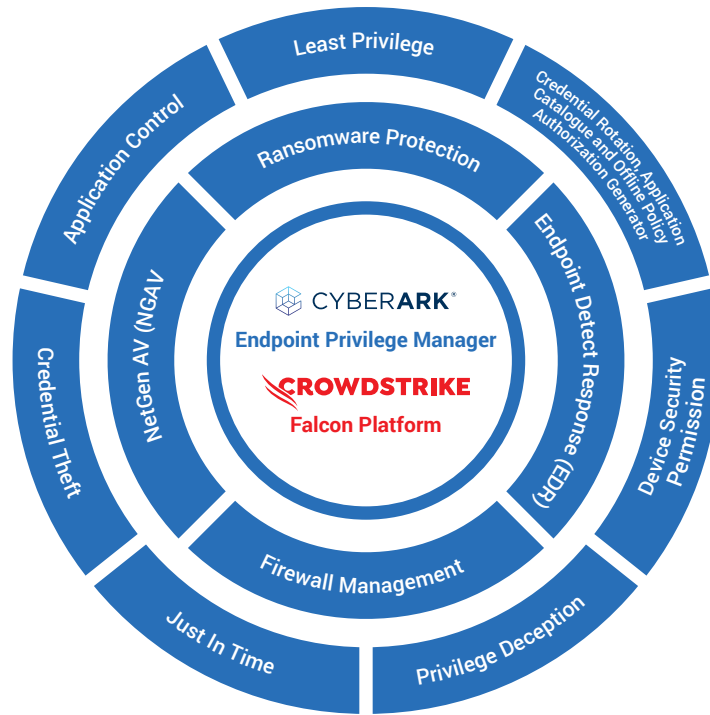 Least Privilege
Credential Rotation, Application
Catalogue and Offline Policy
Authorization Generator
Device Security
Permission
Privilege Deception
Just In Time
Credential Theft
Application Control
Ransomware Protection
Endpoint Detect Response (EDR)
Firewall Management
NetGen AV (NGAV
CYBERARK®
Endpoint Privilege Manager
CROWDSTRIKE
Falcon Platform